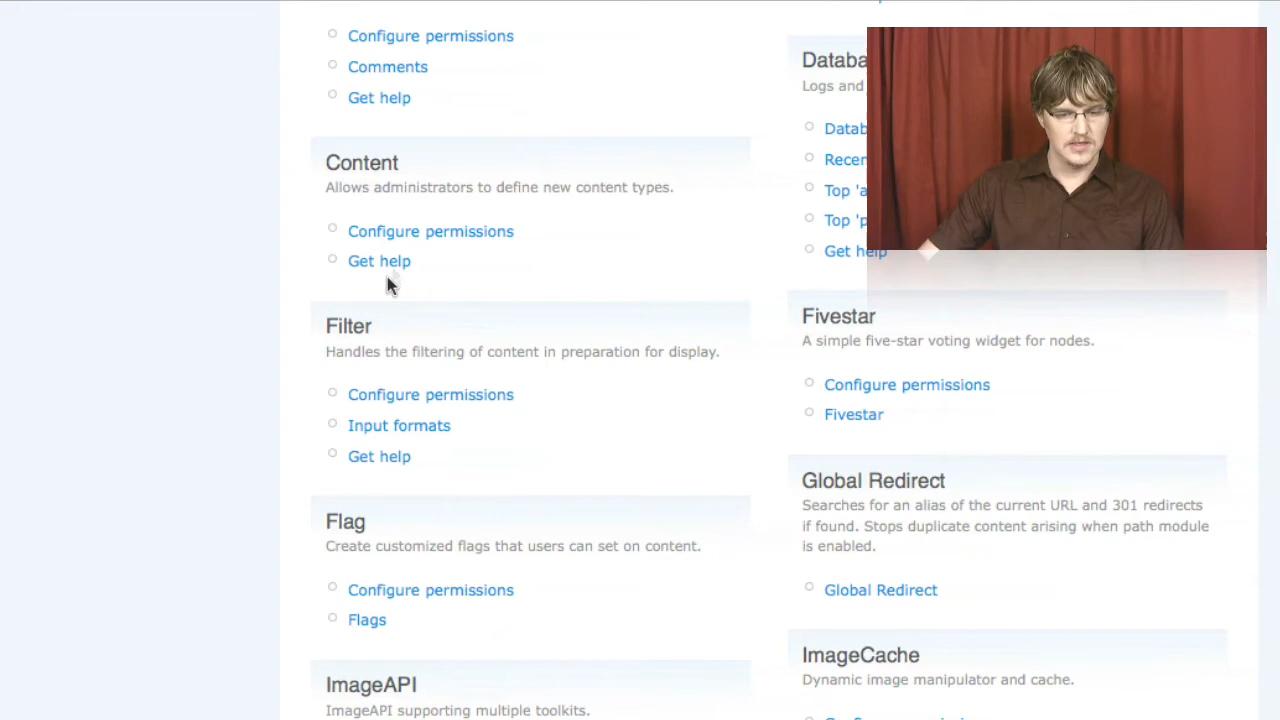 Configure permissions
Comments
Get help
Content
Allows administrators to define new content types.
Configure permissions
Get help
Filter
Handles the filtering of content in preparation for display.
Configure permissions
Input formats
Get help
Flag
Create customized flags that users can set on content.
Configure permissions
Flags
ImageAPI
ImageAPI supporting multiple toolkits.
Databa
Logs and
Datab
Recen
Top 'a
Top 'p
Get help
Fivestar
A simple five-star voting widget for nodes.
Configure permissions
Fivestar
Global Redirect
Searches for an alias of the current URL and 301 redirects
if found. Stops duplicate content arising when path module
is enabled.
Global Redirect
ImageCache
Dynamic image manipulator and cache.